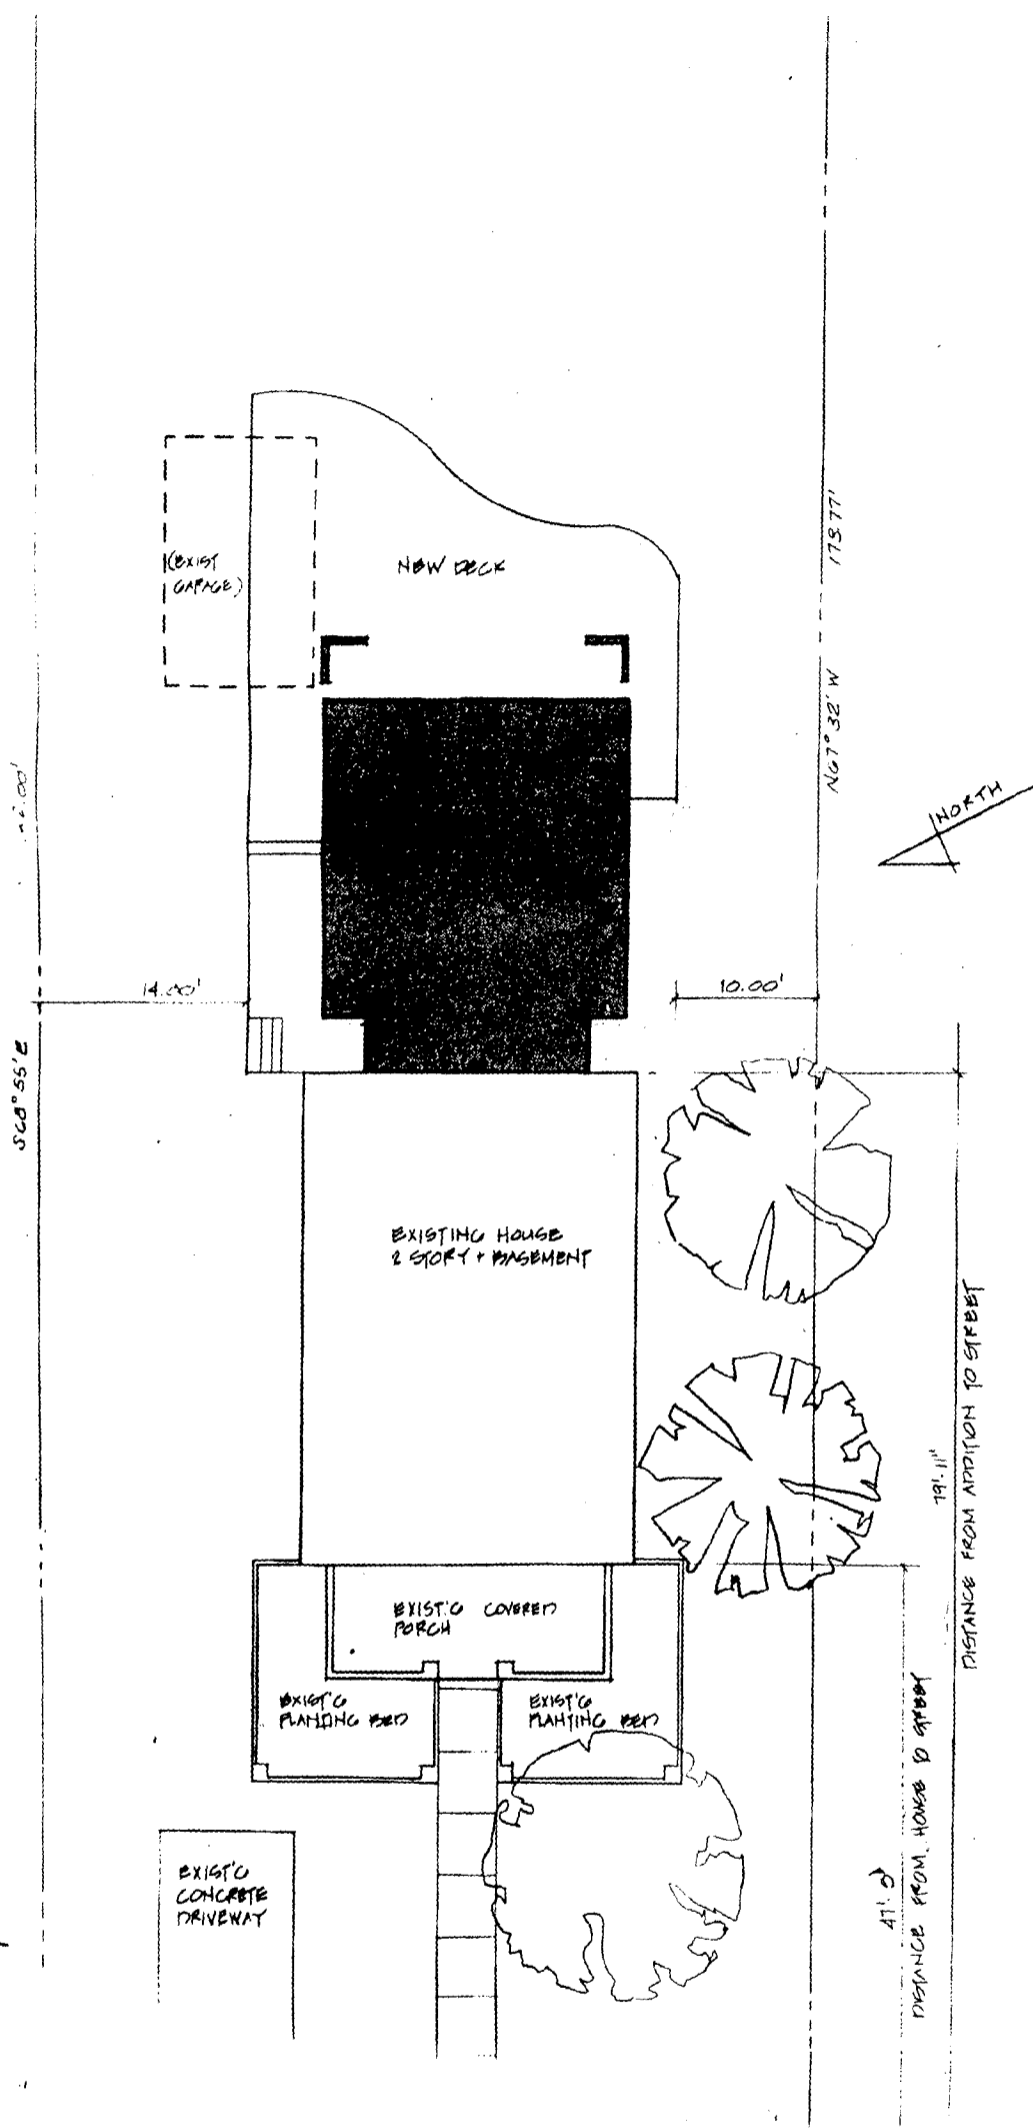 (EXIST
GARAGE)
NEW DECK
173.77'
N67° 32' W
NORTH
14.00'
10.00'
S68° 55' E
EXISTING HOUSE
2 STORY + BASEMENT
79'-11"
DISTANCE FROM ADDITION TO STREET
EXIST'G COVERED
PORCH
EXIST'G
PLANTING BED
EXIST'G
PLANTING BED
DISTANCE FROM HOUSE TO STREET
EXIST'G
CONCRETE
DRIVEWAY